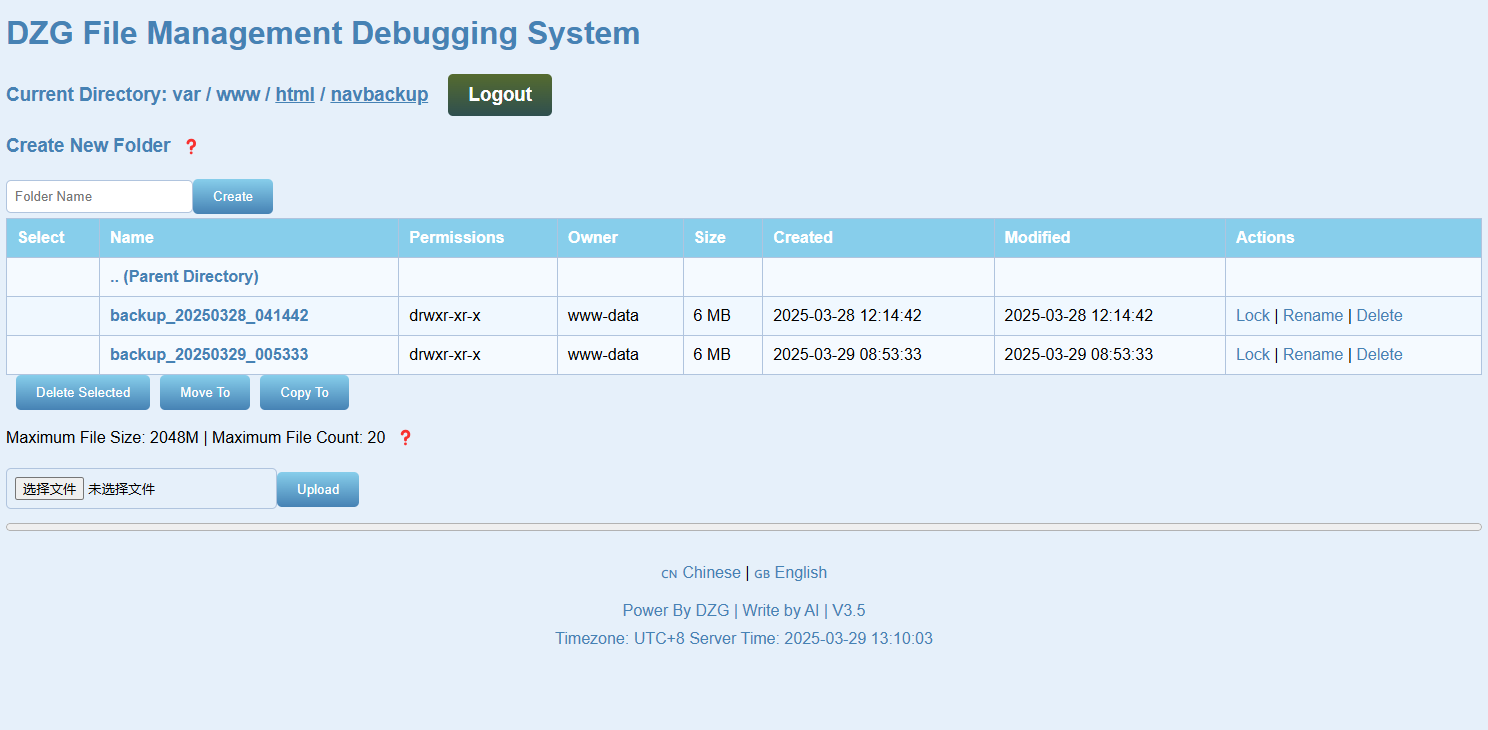 DZG File Management Debugging System
Current Directory: var / www / html / navbackup Logout
Create New Folder ❓
Folder Name Create
Select Name Permissions Owner Size Created Modified Actions
.. (Parent Directory)
backup_20250328_041442 drwxr-xr-x www-data 6 MB 2025-03-28 12:14:42 2025-03-28 12:14:42 Lock | Rename | Delete
backup_20250329_005333 drwxr-xr-x www-data 6 MB 2025-03-29 08:53:33 2025-03-29 08:53:33 Lock | Rename | Delete
Delete Selected Move To Copy To
Maximum File Size: 2048M | Maximum File Count: 20 ❓
选择文件 未选择文件 Upload
CN Chinese | GB English
Power By DZG | Write by AI | V3.5
Timezone: UTC+8 Server Time: 2025-03-29 13:10:03